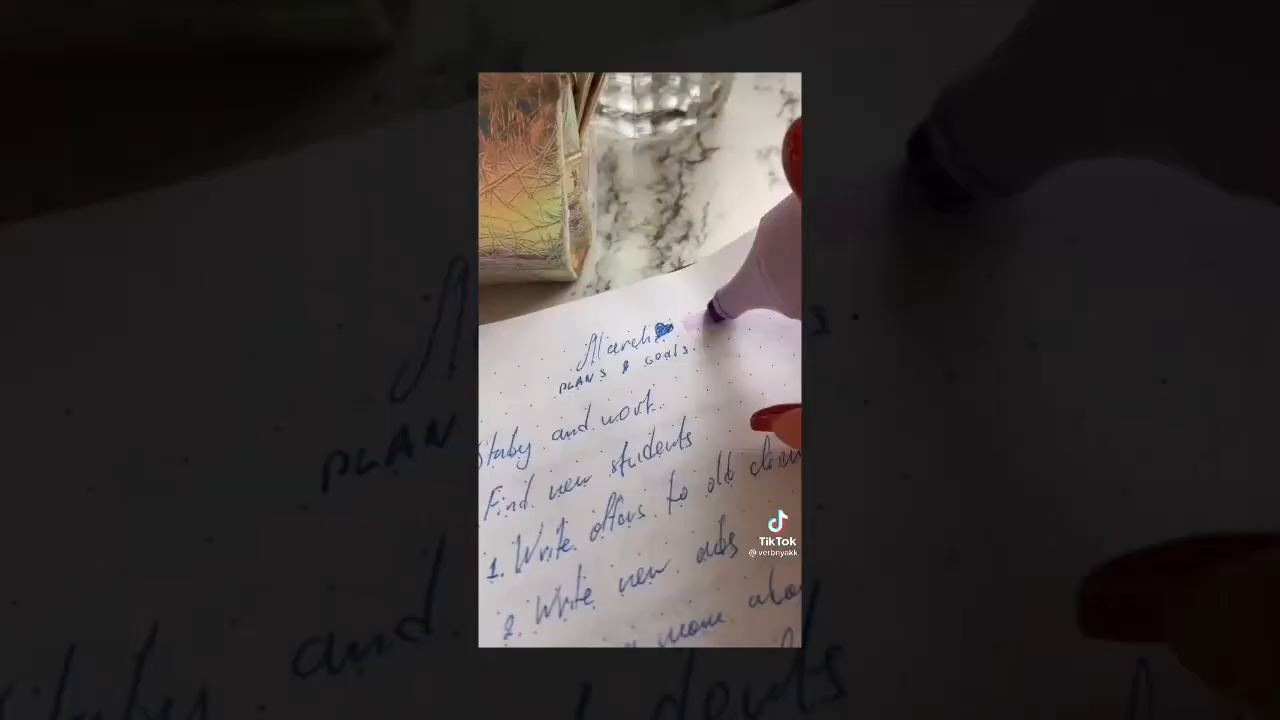 March
PLANS & GOALS.
Study and work.
Find new students
1. Write offers to old
2. Write new ads
more
TikTok
@verbnyakk